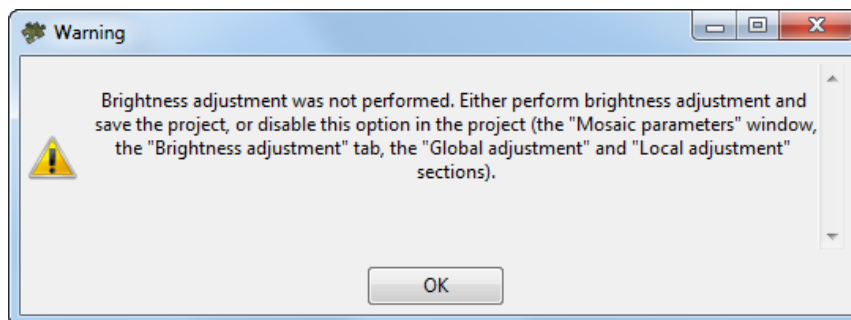 Warning
Brightness adjustment was not performed. Either perform brightness adjustment and
save the project, or disable this option in the project (the "Mosaic parameters" window,
the "Brightness adjustment" tab, the "Global adjustment" and "Local adjustment"
sections).
OK